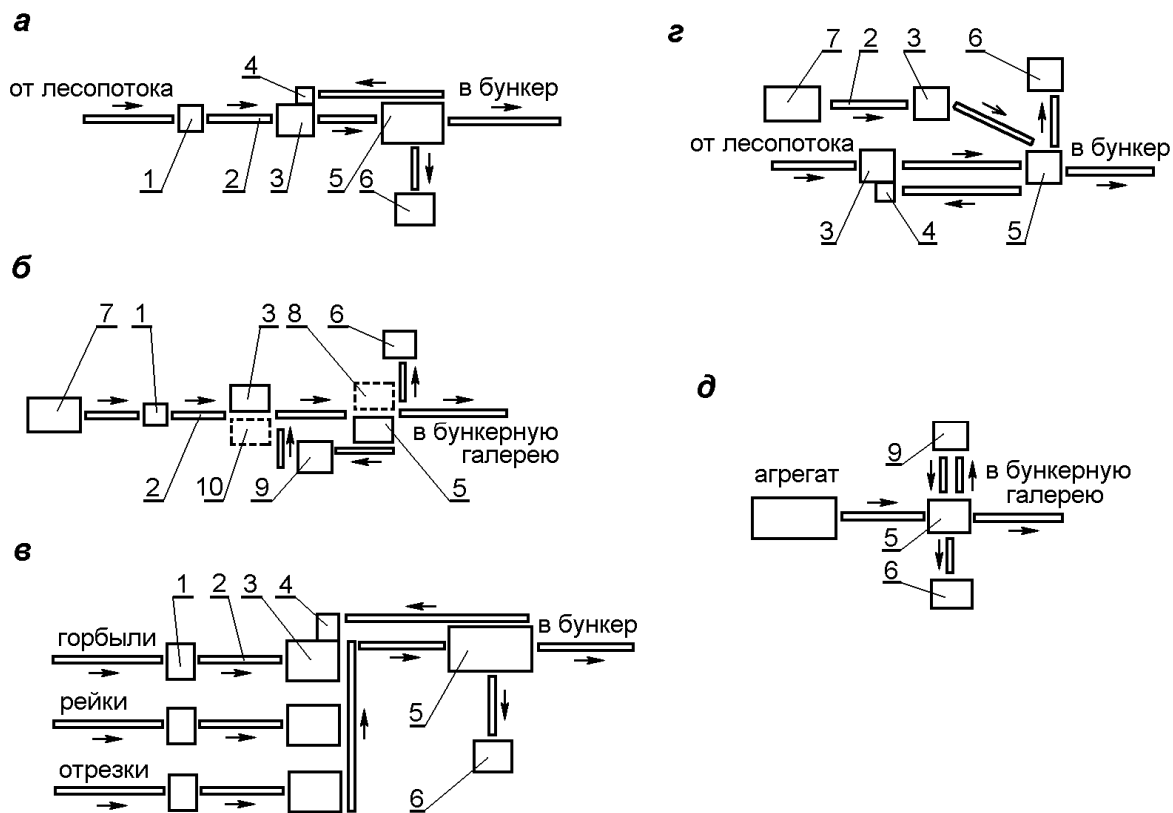 а
4
от лесопотока
в бункер
1
2
3
5
6
б
7
1
3
8
6
в бункерную
галерею
2
10
9
5
в
1
2
3
4
горбыли
в бункер
рейки
5
отрезки
6
г
7
2
3
6
от лесопотока
в бункер
3
4
5
д
9
агрегат
в бункерную
галерею
5
6